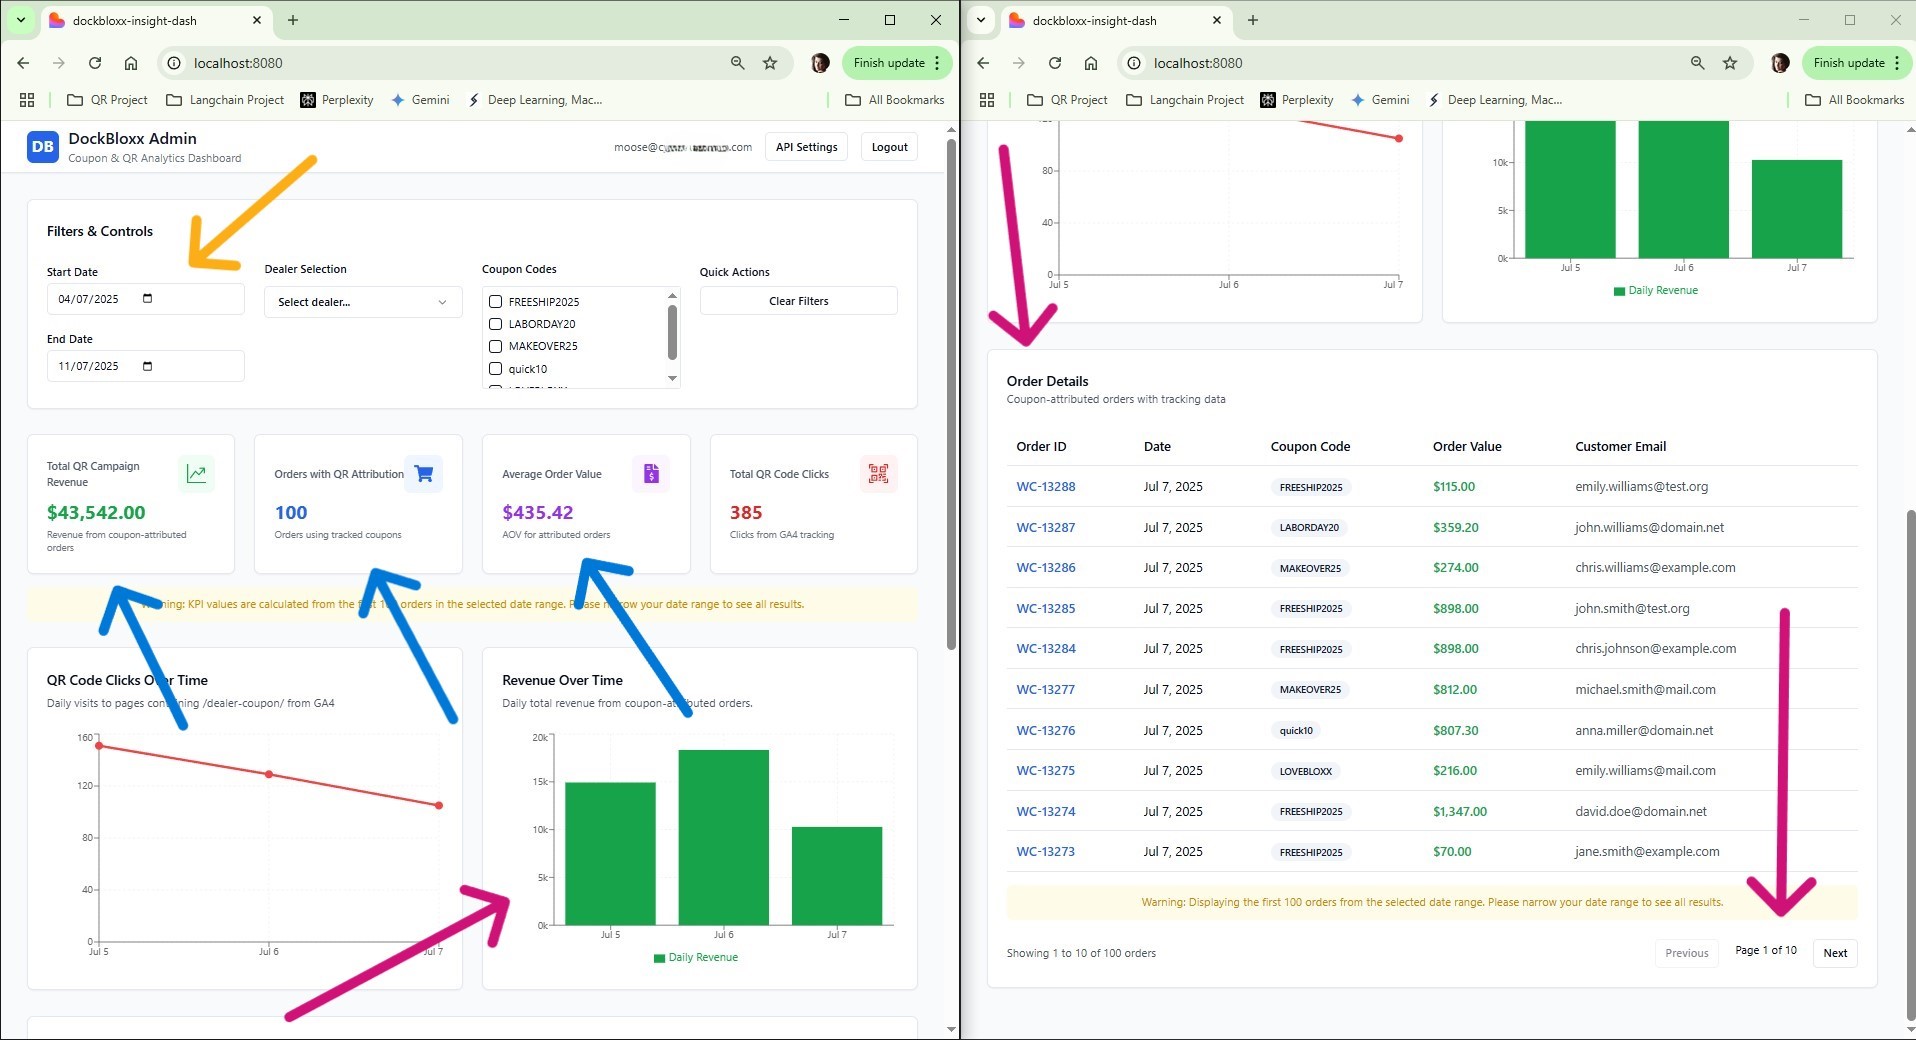 dockbloxx-insight-dash
localhost:8080
Finish update
QR Project
Langchain Project
Perplexity
Gemini
Deep Learning, Mac...
All Bookmarks
DB
DockBloxx Admin
Coupon & QR Analytics Dashboard
API Settings
Logout
Filters & Controls
Start Date
04/07/2025
End Date
11/07/2025
Dealer Selection
Select dealer...
Coupon Codes
FREESHIP2025
LABORDAY20
MAKEOVER25
quick10
Quick Actions
Clear Filters
Total QR Campaign
Revenue
$43,542.00
Revenue from coupon-attributed
orders
Orders with QR Attribution
100
Orders using tracked coupons
Average Order Value
$435.42
AOV for attributed orders
Total QR Code Clicks
385
Clicks from GA4 tracking
KPI values are calculated from the orders in the selected date range. narrow your date range to see all results.
QR Code Clicks Over Time
Daily visits to pages containing /dealer-coupon/ from GA4
160
120
80
40
0
Jul 5
Jul 6
Jul 7
Revenue Over Time
Daily total revenue from coupon-attributed orders.
20k
15k
10k
5k
0k
Jul 5
Jul 6
Jul 7
Daily Revenue
dockbloxx-insight-dash
localhost:8080
Finish update
QR Project
Langchain Project
Perplexity
Gemini
Deep Learning, Mac...
All Bookmarks
80
40
0
Jul 5
Jul 6
Jul 7
10k
5k
0k
Jul 5
Jul 6
Jul 7
Daily Revenue
Order Details
Coupon-attributed orders with tracking data
Order ID Date Coupon Code Order Value Customer Email
WC-13288 Jul 7, 2025 FREESHIP2025 $115.00 emily.williams@test.org
WC-13287 Jul 7, 2025 LABORDAY20 $359.20 john.williams@domain.net
WC-13286 Jul 7, 2025 MAKEOVER25 $274.00 chris.williams@example.com
WC-13285 Jul 7, 2025 FREESHIP2025 $898.00 john.smith@test.org
WC-13284 Jul 7, 2025 FREESHIP2025 $898.00 chris.johnson@example.com
WC-13277 Jul 7, 2025 MAKEOVER25 $812.00 michael.smith@mail.com
WC-13276 Jul 7, 2025 quick10 $807.30 anna.miller@domain.net
WC-13275 Jul 7, 2025 LOVEBLOXX $216.00 emily.williams@mail.com
WC-13274 Jul 7, 2025 FREESHIP2025 $1,347.00 david.doe@domain.net
WC-13273 Jul 7, 2025 FREESHIP2025 $70.00 jane.smith@example.com
Warning: Displaying the first 100 orders from the selected date range. Please narrow your date range to see all results.
Showing 1 to 10 of 100 orders
Previous
Page 1 of 10
Next